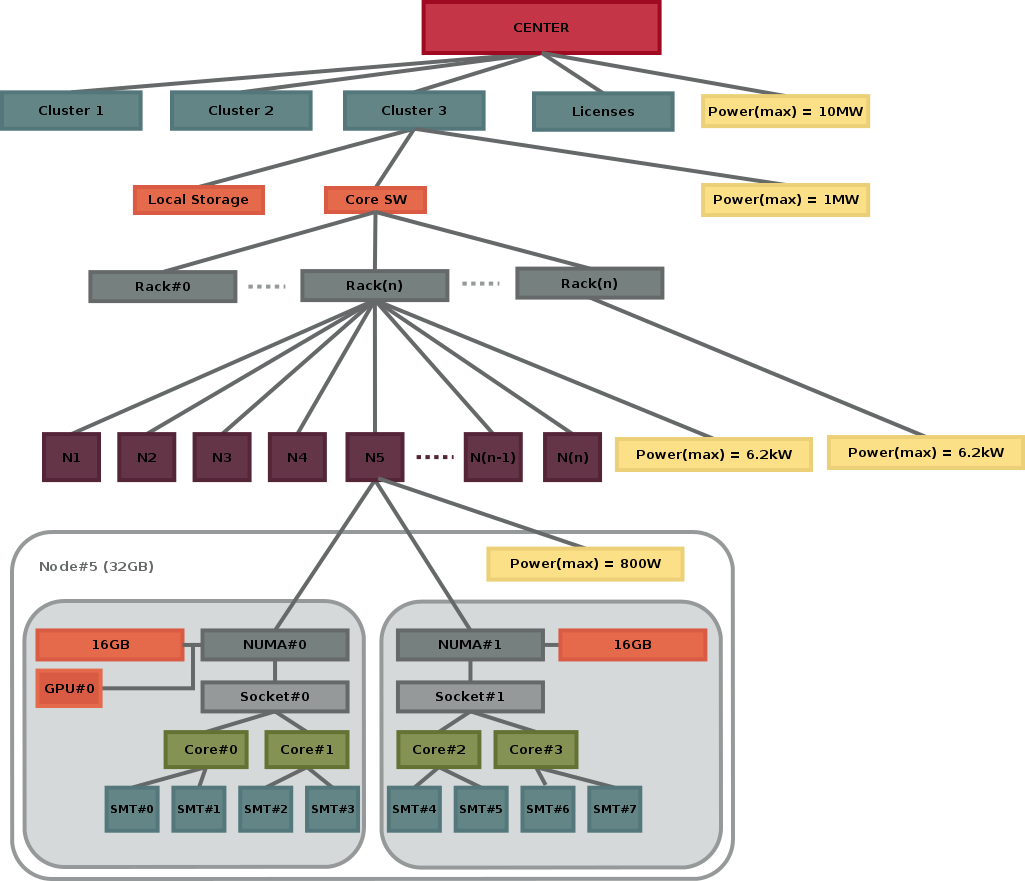 CENTER
Cluster 1
Cluster 2
Cluster 3
Licenses
Power(max) = 10MW
Local Storage
Core SW
Power(max) = 1MW
Rack#0
Rack(n)
Rack(n)
N1
N2
N3
N4
N5
N(n-1)
N(n)
Power(max) = 6.2kW
Power(max) = 6.2kW
Node#5 (32GB)
Power(max) = 800W
16GB
NUMA#0
NUMA#1
16GB
GPU#0
Socket#0
Socket#1
Core#0
Core#1
Core#2
Core#3
SMT#0
SMT#1
SMT#2
SMT#3
SMT#4
SMT#5
SMT#6
SMT#7